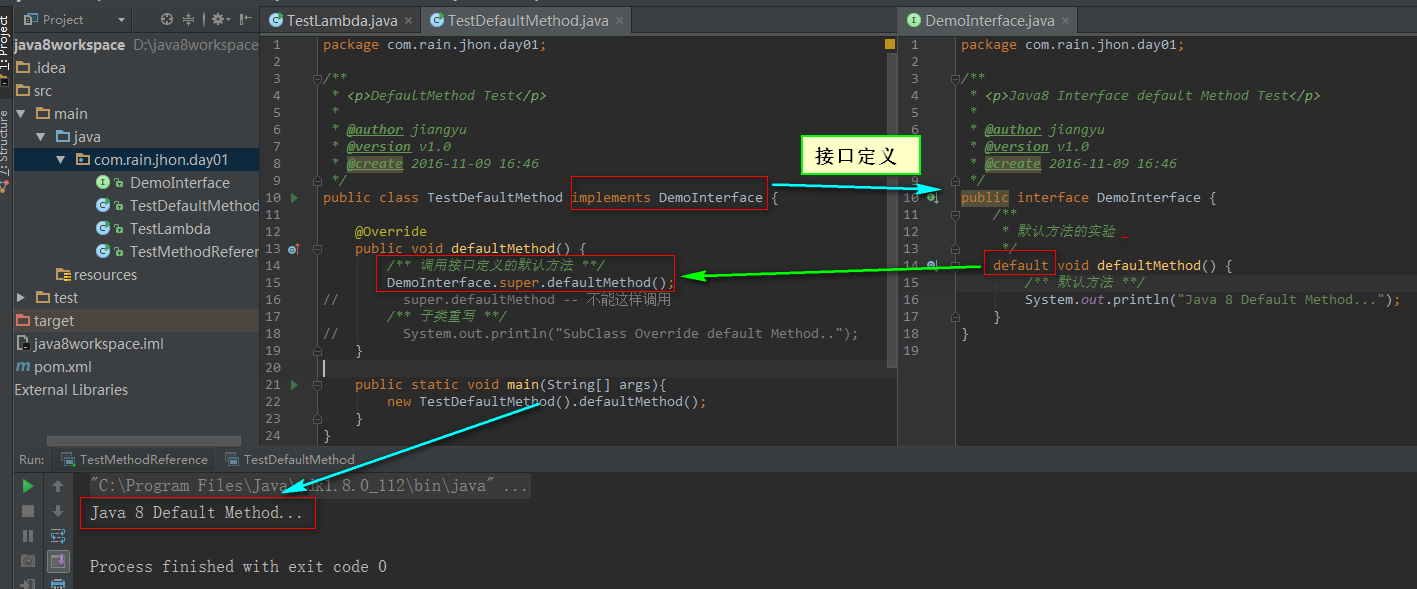 Project
TestLambda.java
TestDefaultMethod.java
DemoInterface.java
1: Project
7: Structure
java8workspace D:\java8workspace
.idea
src
main
java
com.rain.jhon.day01
DemoInterface
TestDefaultMethod
TestLambda
TestMethodRefere
resources
test
target
java8workspace.iml
pom.xml
External Libraries
1 package com.rain.jhon.day01;
2
3 /**
4 * <p>DefaultMethod Test</p>
5 *
6 * @author jiangyu
7 * @version v1.0
8 * @create 2016-11-09 16:46
9 */
10 public class TestDefaultMethod implements DemoInterface {
11
12 @Override
13 public void defaultMethod() {
14 /** 调用接口定义的默认方法 **/
15 DemoInterface.super.defaultMethod();
16 // super.defaultMethod -- 不能这样调用
17 /** 子类重写 **/
18 // System.out.println("SubClass Override default Method..");
19 }
20
21 public static void main(String[] args){
22 new TestDefaultMethod().defaultMethod();
23 }
24 }
接口定义
1 package com.rain.jhon.day01;
2
3 /**
4 * <p>Java8 Interface default Method Test</p>
5 *
6 * @author jiangyu
7 * @version v1.0
8 * @create 2016-11-09 16:46
9 */
10 public interface DemoInterface {
11 /**
12 * 默认方法的实验 _
13 */
14 default void defaultMethod() {
15 /** 默认方法 **/
16 System.out.println("Java 8 Default Method...");
17 }
18 }
19
Run: TestMethodReference TestDefaultMethod
"C:\Program Files\Java\jdk1.8.0_112\bin\java" ...
Java 8 Default Method...
Process finished with exit code 0